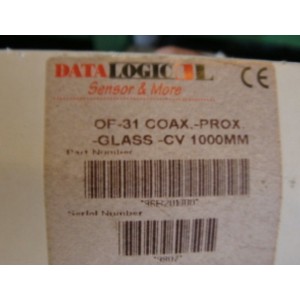 DATALOGIC
Sensor & More
CE
OF-31 COAX.-PROX
-GLASS -CV 1000MM
Part Number
Serial Number